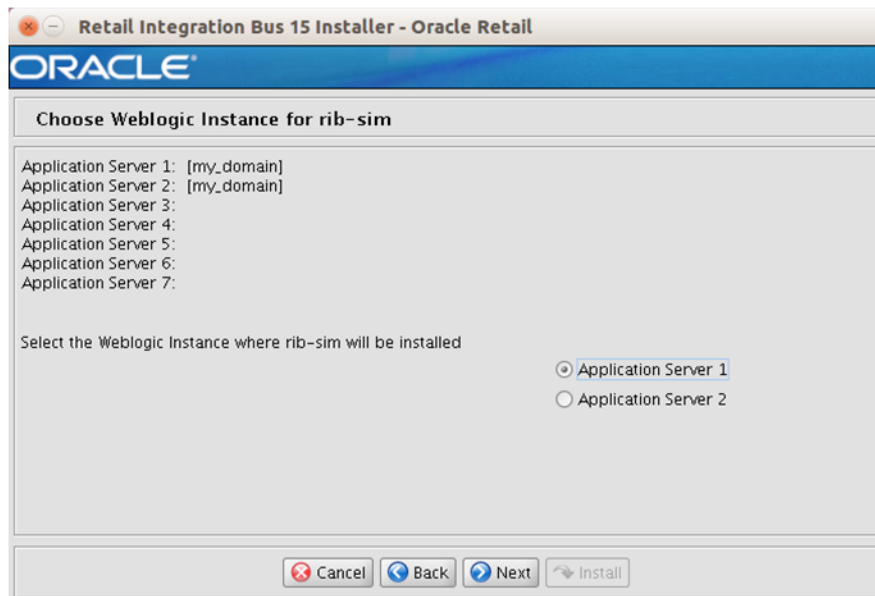 Retail Integration Bus 15 Installer - Oracle Retail
ORACLE
Choose Weblogic Instance for rib-sim
Application Server 1: [my_domain]
Application Server 2: [my_domain]
Application Server 3:
Application Server 4:
Application Server 5:
Application Server 6:
Application Server 7:
Select the Weblogic Instance where rib-sim will be installed
Application Server 1
Application Server 2
Cancel Back Next Install